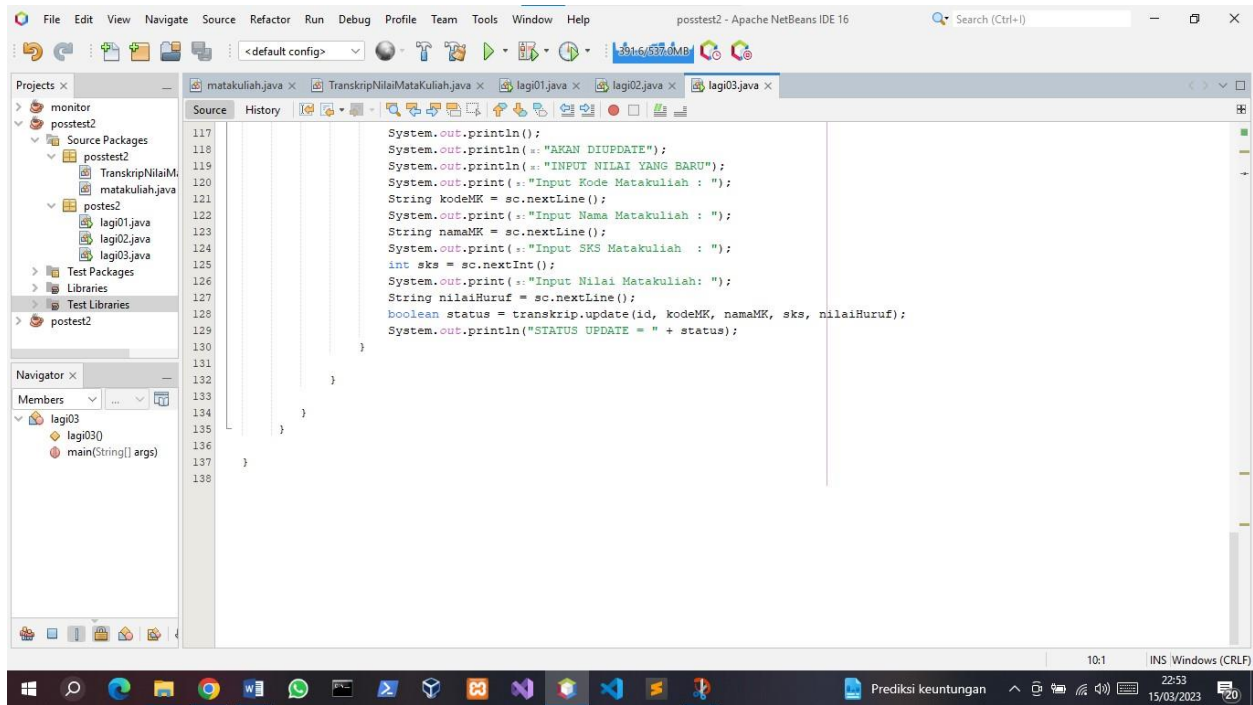 File Edit View Navigate Source Refactor Run Debug Profile Team Tools Window Help posstest2 - Apache NetBeans IDE 16 Search (Ctrl+I)
<default config> 391.6/537.0MB
Projects
matakuliah.java TranskripNilaiMataKuliah.java lagi01.java lagi02.java lagi03.java
Source History
monitor
posstest2
Source Packages
posstest2
TranskripNilaiMa
matakuliah.java
postes2
lagi01.java
lagi02.java
lagi03.java
Test Packages
Libraries
Test Libraries
postest2
Navigator
Members ...
lagi03
lagi03()
main(String[] args)
117 System.out.println();
118 System.out.println(s:"AKAN DIUPDATE");
119 System.out.println(s:"INPUT NILAI YANG BARU");
120 System.out.print(s:"Input Kode Matakuliah : ");
121 String kodeMK = sc.nextLine();
122 System.out.print(s:"Input Nama Matakuliah : ");
123 String namaMK = sc.nextLine();
124 System.out.print(s:"Input SKS Matakuliah  : ");
125 int sks = sc.nextInt();
126 System.out.print(s:"Input Nilai Matakuliah: ");
127 String nilaiHuruf = sc.nextLine();
128 boolean status = transkrip.update(id, kodeMK, namaMK, sks, nilaiHuruf);
129 System.out.println("STATUS UPDATE = " + status);
130 }
131
132 }
133
134 }
135 }
136
137 }
138
10:1 INS Windows (CRLF)
Prediksi keuntungan
22:53
15/03/2023
20